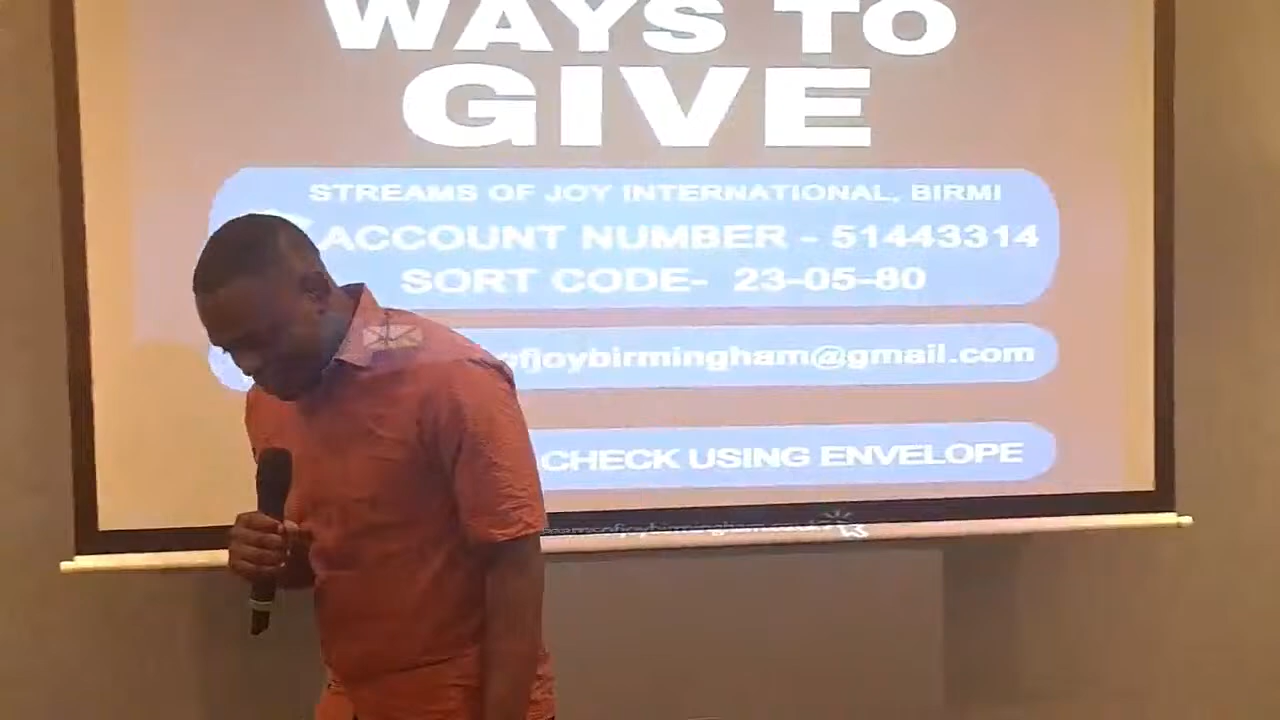 WAYS TO
GIVE
STREAMS OF JOY INTERNATIONAL, BIRMI
ACCOUNT NUMBER - 51443314
SORT CODE- 23-05-80
ofjoybirmingham@gmail.com
CHECK USING ENVELOPE